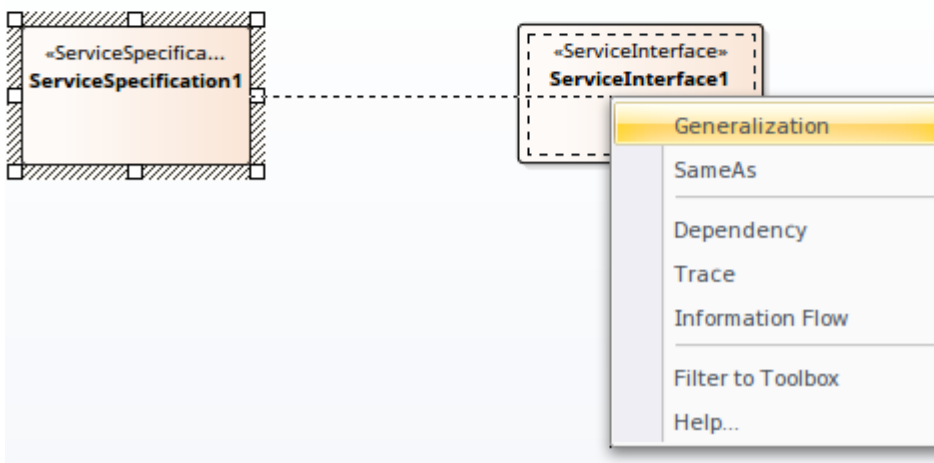 «ServiceSpecifica...
ServiceSpecification1
«ServiceInterface»
ServiceInterface1
Generalization
SameAs
Dependency
Trace
Information Flow
Filter to Toolbox
Help...